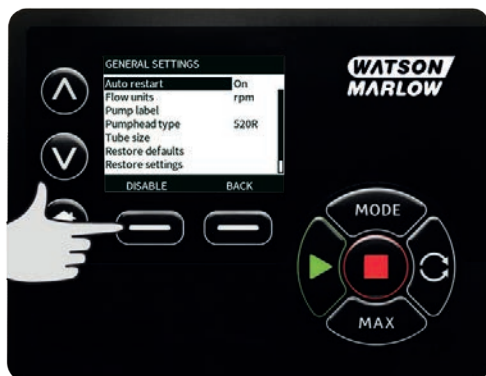 GENERAL SETTINGS
Auto restart On
Flow units rpm
Pump label
Pumphead type 520R
Tube size
Restore defaults
Restore settings
DISABLE BACK
WATSON
MARLOW
MODE
MAX